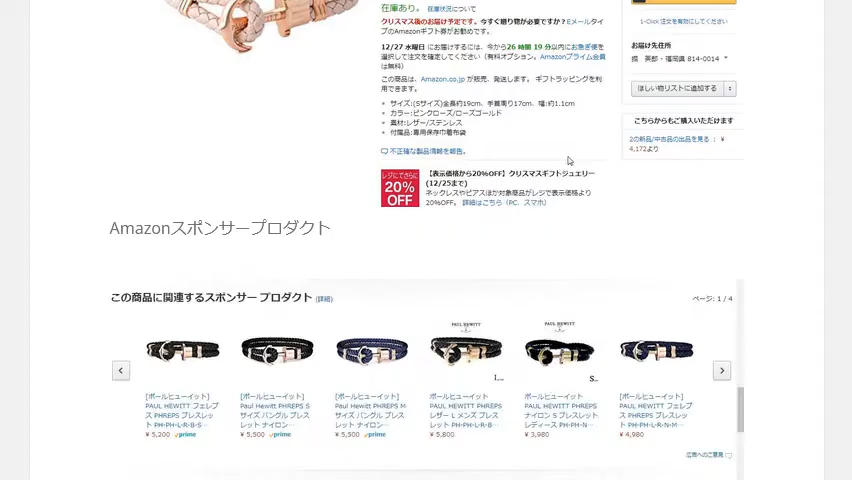 在庫あり。 在庫状況について
クリスマス後のお届け予定です。今すぐ贈り物が必要ですか？Eメールタイ
プのAmazonギフト券がお勧めです。
12/27 水曜日 にお届けするには、今から26 時間 19 分以内にお急ぎ便を
選択して注文を確定してください（有料オプション。Amazonプライム会員
は無料）
この商品は、Amazon.co.jp が販売、発送します。 ギフトラッピングを利
用できます。
サイズ:(Sサイズ)全長約19cm、手首周り17cm、幅:約1.1cm
カラー:ピンクローズ/ローズゴールド
素材:レザー/ステンレス
付属品:専用保存巾着布袋
不正確な製品情報を報告。
レジにてさらに
20%
OFF
【表示価格から20%OFF】クリスマスギフトジュエリー
(12/25まで)
ネックレスやピアスほか対象商品がレジで表示価格より
20%OFF。 詳細はこちら（PC、スマホ）
1-Click 注文を有効にしてください
お届け先住所
英郎 - 福岡県 814-0014
ほしい物リストに追加する
こちらからもご購入いただけます
2の新品/中古品の出品を見る ： ￥
4,172より
Amazonスポンサープロダクト
この商品に関連するスポンサー プロダクト (詳細)
ページ: 1 / 4
PAUL HEWITT
PAUL HEWITT
L...
S...
[ポールヒューイット]
PAUL HEWITT フェレプ
ス PHREPS ブレスレッ
ト PH-PH-L-R-B-S…
￥ 5,200 prime
[ポールヒューイット]
Paul Hewitt PHREPS S
サイズ バングル ブレス
レット ナイロン…
￥ 5,500 prime
[ポールヒューイット]
Paul Hewitt PHREPS M
サイズ バングル ブレス
レット ナイロン…
￥ 5,500 prime
ポールヒューイット
PAUL HEWITT PHREPS
レザー L メンズ ブレス
レット PH-PH-L-R-B…
￥ 5,800
ポールヒューイット
PAUL HEWITT PHREPS
ナイロン S ブレスレット
レディース PH-PH-N…
￥ 3,980
[ポールヒューイット]
PAUL HEWITT フェレプ
ス PHREPS ブレスレッ
ト PH-PH-L-R-N-M…
￥ 4,980
広告へのご意見